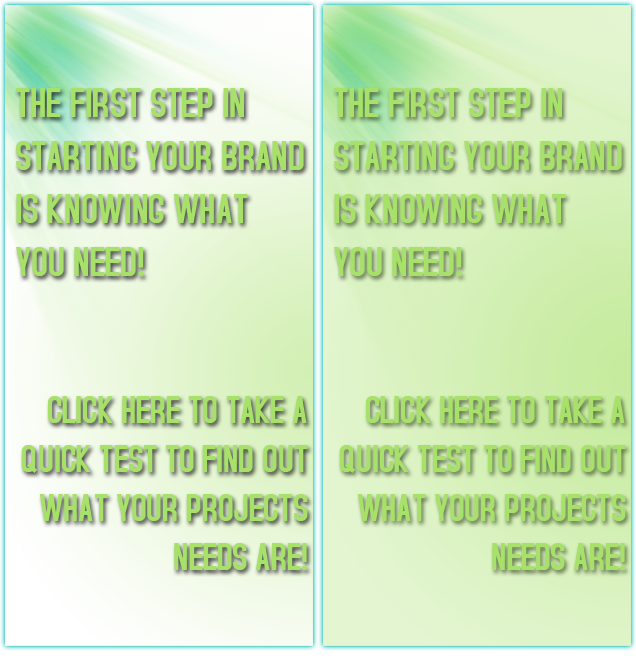 THE FIRST STEP IN
STARTING YOUR BRAND
IS KNOWING WHAT
YOU NEED!
CLICK HERE TO TAKE A
QUICK TEST TO FIND OUT
WHAT YOUR PROJECTS
NEEDS ARE!
THE FIRST STEP IN
STARTING YOUR BRAND
IS KNOWING WHAT
YOU NEED!
CLICK HERE TO TAKE A
QUICK TEST TO FIND OUT
WHAT YOUR PROJECTS
NEEDS ARE!